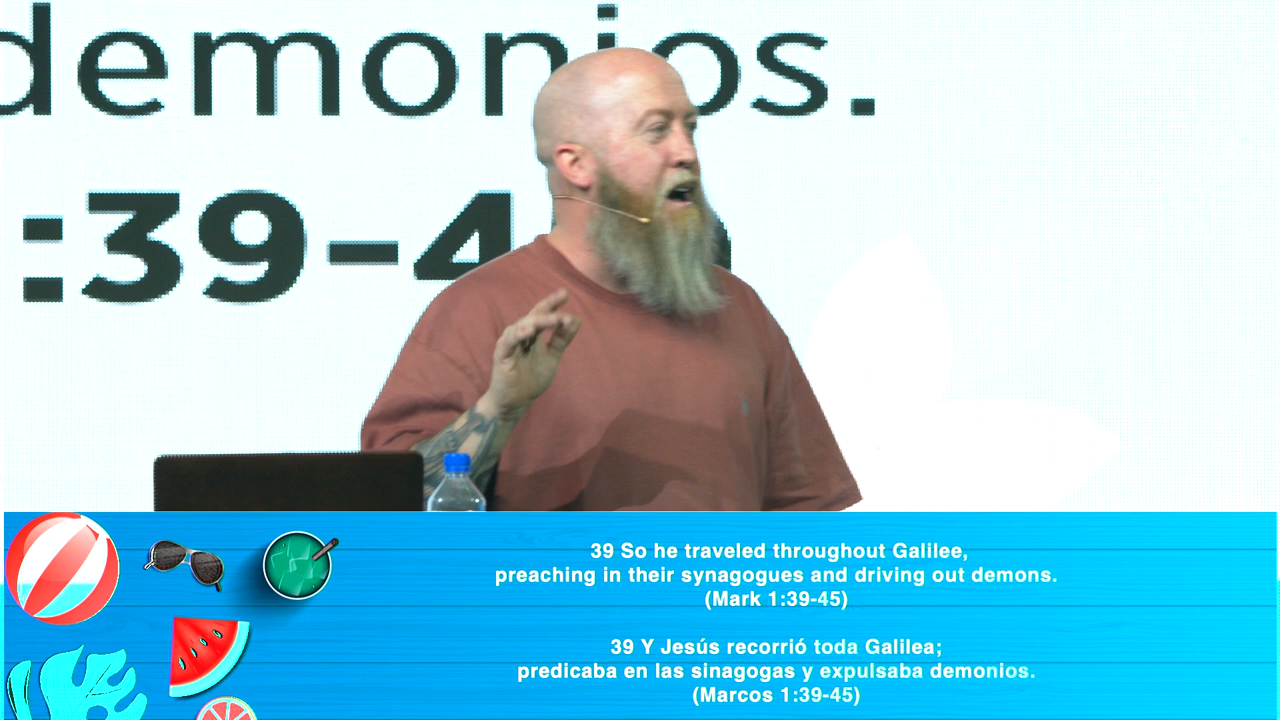 demonios.
:39-4
39 So he traveled throughout Galilee,
preaching in their synagogues and driving out demons.
(Mark 1:39-45)
39 Y Jesús recorrió toda Galilea;
predicaba en las sinagogas y expulsaba demonios.
(Marcos 1:39-45)